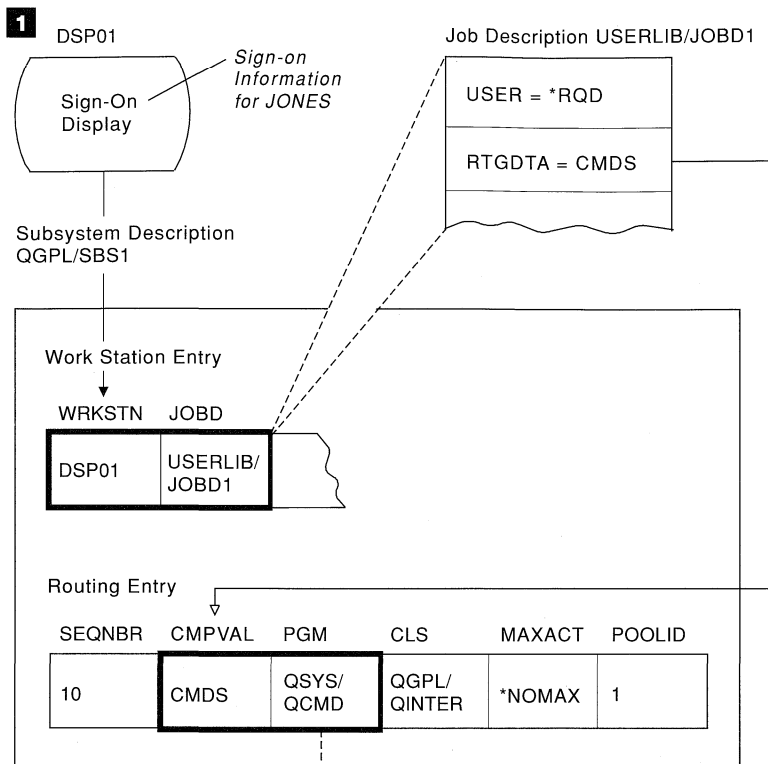 1
DSP01
Sign-On
Display
Sign-on
Information
for JONES
Job Description USERLIB/JOBD1
USER = *RQD
RTGDTA = CMDS
Subsystem Description
QGPL/SBS1
Work Station Entry
WRKSTN JOBD
DSP01 USERLIB/
JOBD1
Routing Entry
SEQNBR CMPVAL PGM CLS MAXACT POOLID
10 CMDS QSYS/ QGPL/ *NOMAX 1
QCMD QINTER